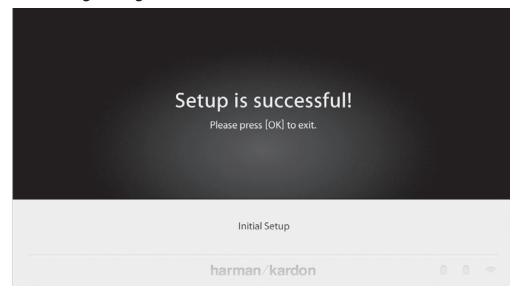 Setup is successful!
Please press [OK] to exit.
Initial Setup
harman/kardon